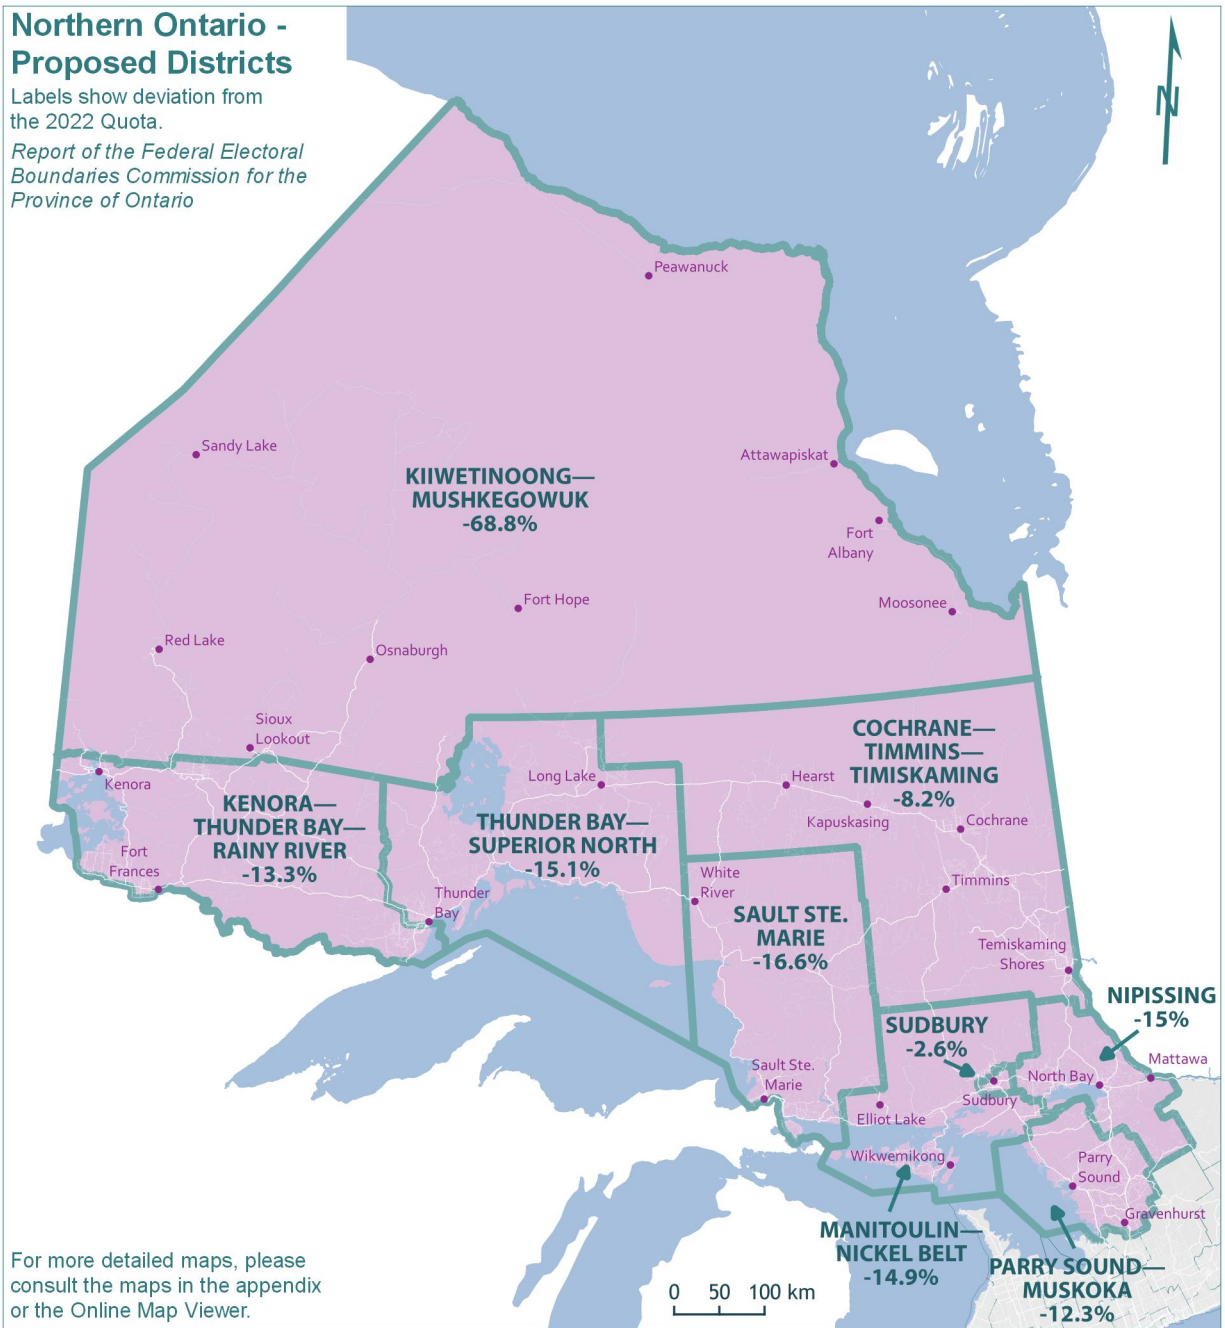 Northern Ontario -
Proposed Districts
Labels show deviation from
the 2022 Quota.
Report of the Federal Electoral
Boundaries Commission for the
Province of Ontario
N
Peawanuck
Sandy Lake
Attawapiskat
KIIWETINOONG—
MUSHKEGOWUK
-68.8%
Fort
Albany
Fort Hope
Moosonee
Red Lake
Osnaburgh
Sioux
Lookout
COCHRANE—
TIMMINS—
TIMISKAMING
-8.2%
Kenora
Long Lake
Hearst
KENORA—
THUNDER BAY—
RAINY RIVER
-13.3%
THUNDER BAY—
SUPERIOR NORTH
-15.1%
Kapuskasing
Cochrane
Fort
Frances
White
River
Timmins
Thunder
Bay
SAULT STE.
MARIE
-16.6%
Temiskaming
Shores
NIPISSING
-15%
SUDBURY
-2.6%
Mattawa
Sault Ste.
Marie
North Bay
Sudbury
Elliot Lake
Wikwemikong
Parry
Sound
Gravenhurst
MANITOULIN—
NICKEL BELT
-14.9%
PARRY SOUND—
MUSKOKA
-12.3%
For more detailed maps, please
consult the maps in the appendix
or the Online Map Viewer.
0 50 100 km